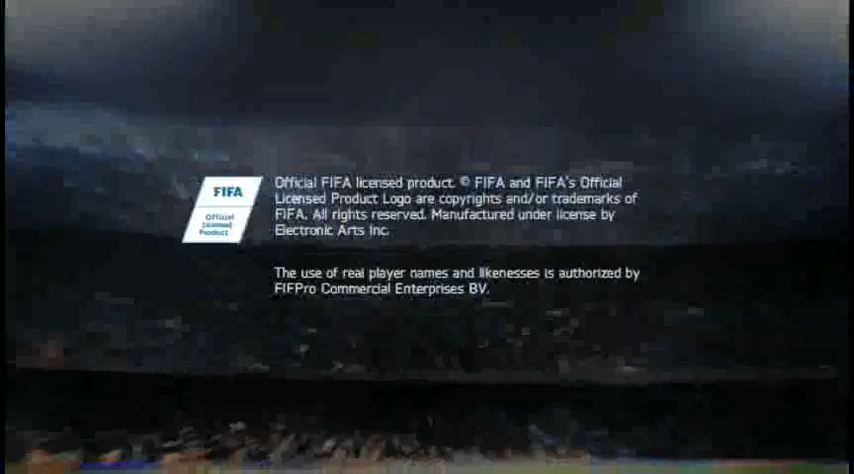 FIFA
Official
Licensed
Product
Official FIFA licensed product. © FIFA and FIFA's Official
Licensed Product Logo are copyrights and/or trademarks of
FIFA. All rights reserved. Manufactured under license by
Electronic Arts Inc.
The use of real player names and likenesses is authorized by
FIFPro Commercial Enterprises BV.